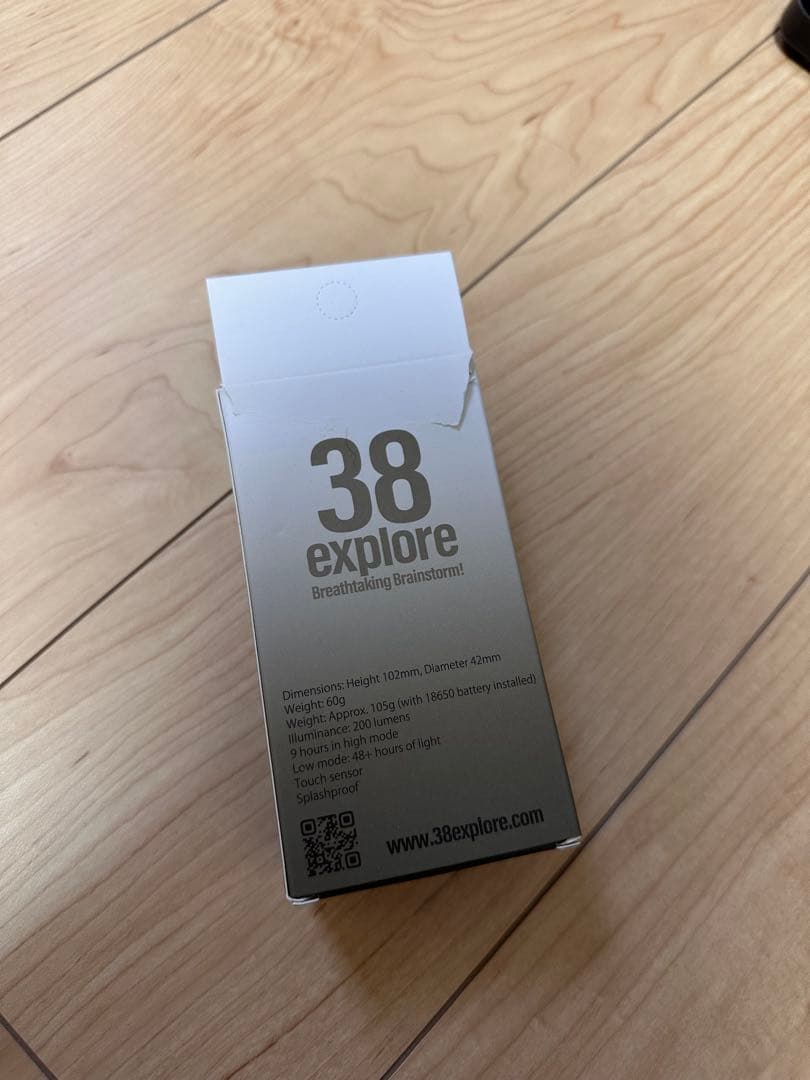 38
explore
Breathtaking Brainstorm!
Dimensions: Height 102mm, Diameter 42mm
Weight: 60g
Weight: Approx. 105g (with 18650 battery installed)
Illuminance: 200 lumens
9 hours in high mode
Low mode: 48+ hours of light
Touch sensor
Splashproof
www.38explore.com